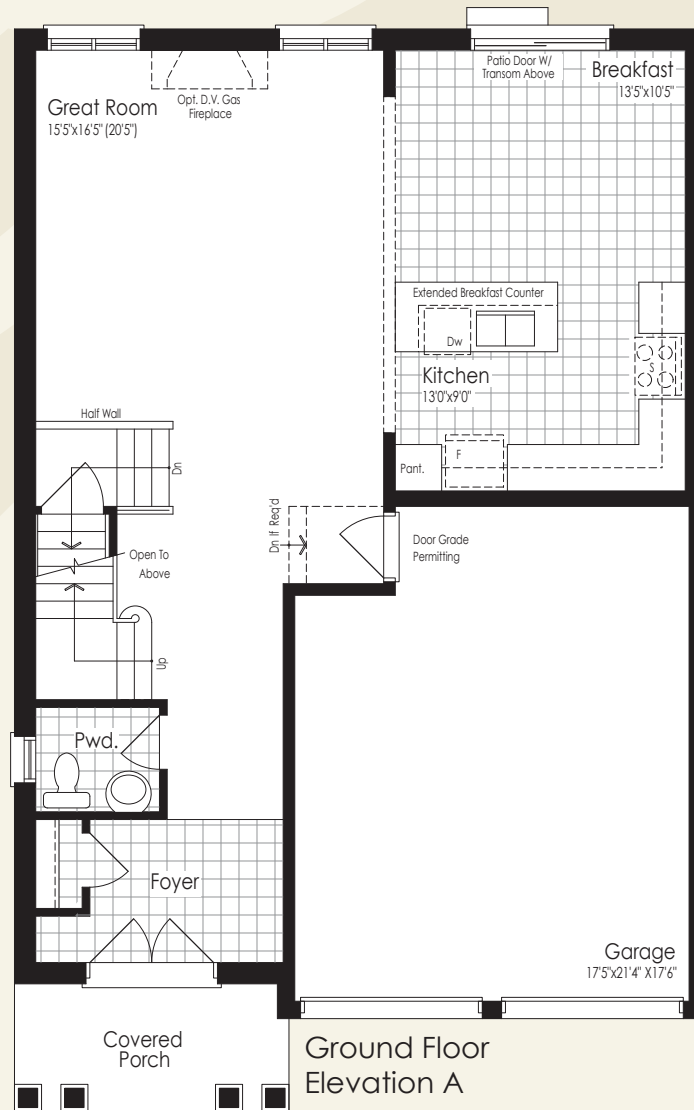 Patio Door W/
Transom Above
Breakfast
13'5"x10'5"
Great Room
15'5"x16'5" (20'5")
Opt. D.V. Gas
Fireplace
Extended Breakfast Counter
Dw
S
Kitchen
13'0"x9'0"
Half Wall
Pant.
F
Dn
Dn If Req'd
Door Grade
Permitting
Open To
Above
Up
Pwd.
Foyer
Garage
17'5"x21'4" X17'6"
Covered
Porch
Ground Floor
Elevation A